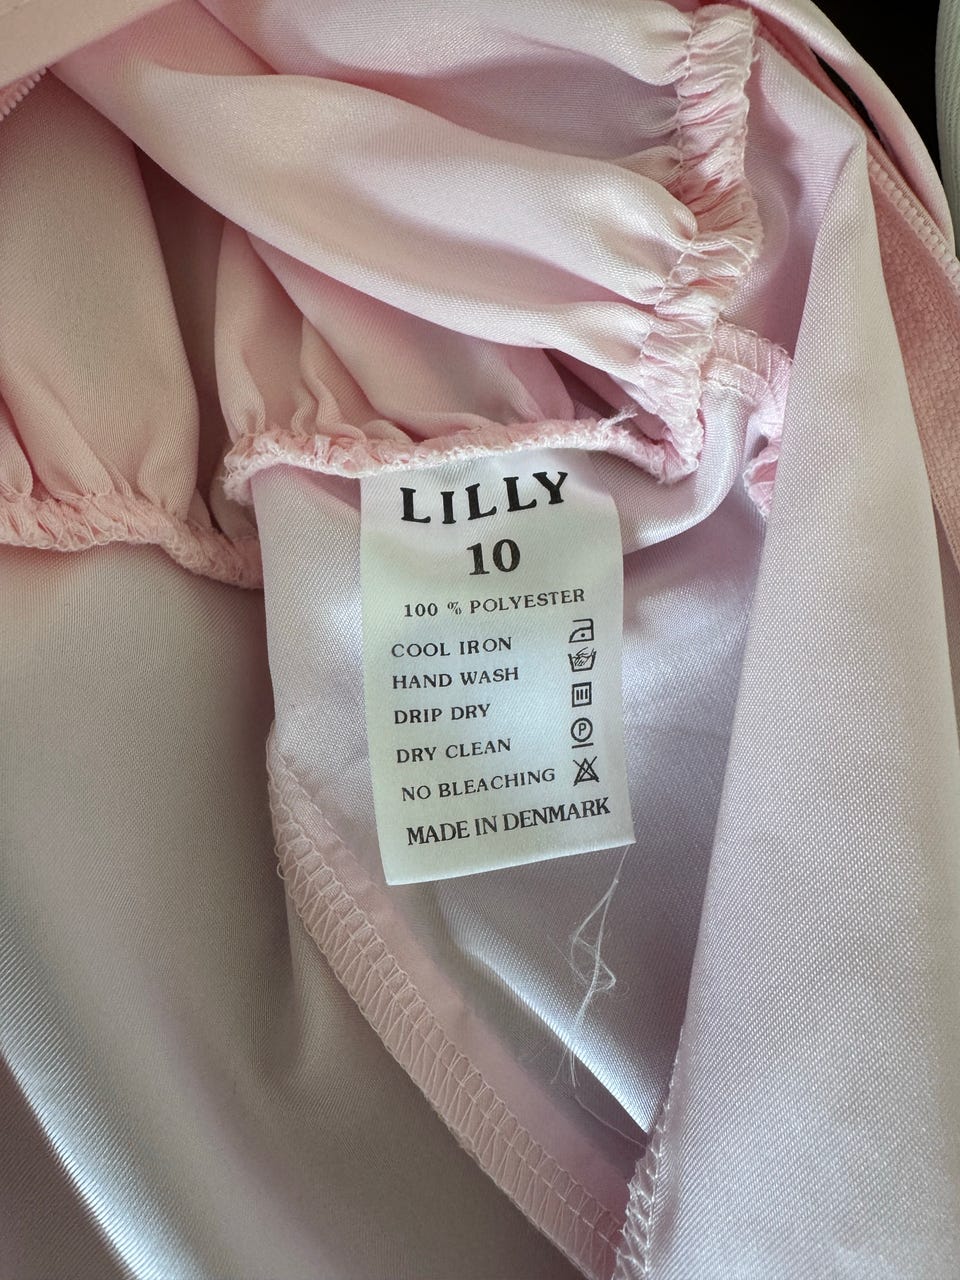 LILLY
10
100 % POLYESTER
COOL IRON
HAND WASH
DRIP DRY
DRY CLEAN
P
NO BLEACHING
MADE IN DENMARK